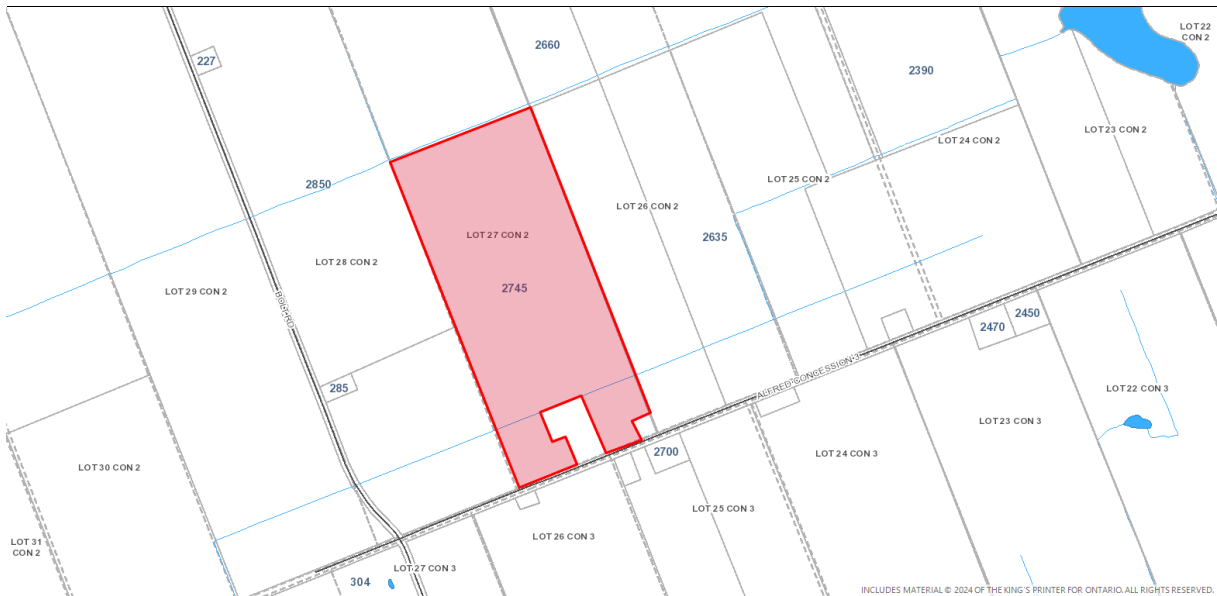 LOT 22
CON 2
2660
227
2390
LOT 23 CON 2
LOT 24 CON 2
LOT 25 CON 2
2850
LOT 26 CON 2
LOT 27 CON 2
2635
LOT 28 CON 2
LOT 29 CON 2
2745
BOLT RD
2450
2470
ALFRED CONCESSION 3
285
LOT 22 CON 3
LOT 23 CON 3
2700
LOT 24 CON 3
LOT 30 CON 2
LOT 25 CON 3
LOT 26 CON 3
LOT 31
CON 2
LOT 27 CON 3
304
INCLUDES MATERIAL © 2024 OF THE KING'S PRINTER FOR ONTARIO. ALL RIGHTS RESERVED.